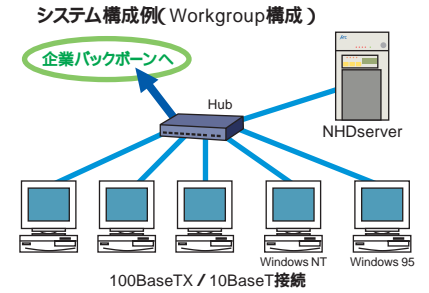 システム構成例(Workgroup構成)
企業バックボーンへ
Hub
NHDserver
Windows NT
Windows 95
100BaseTX/10BaseT接続